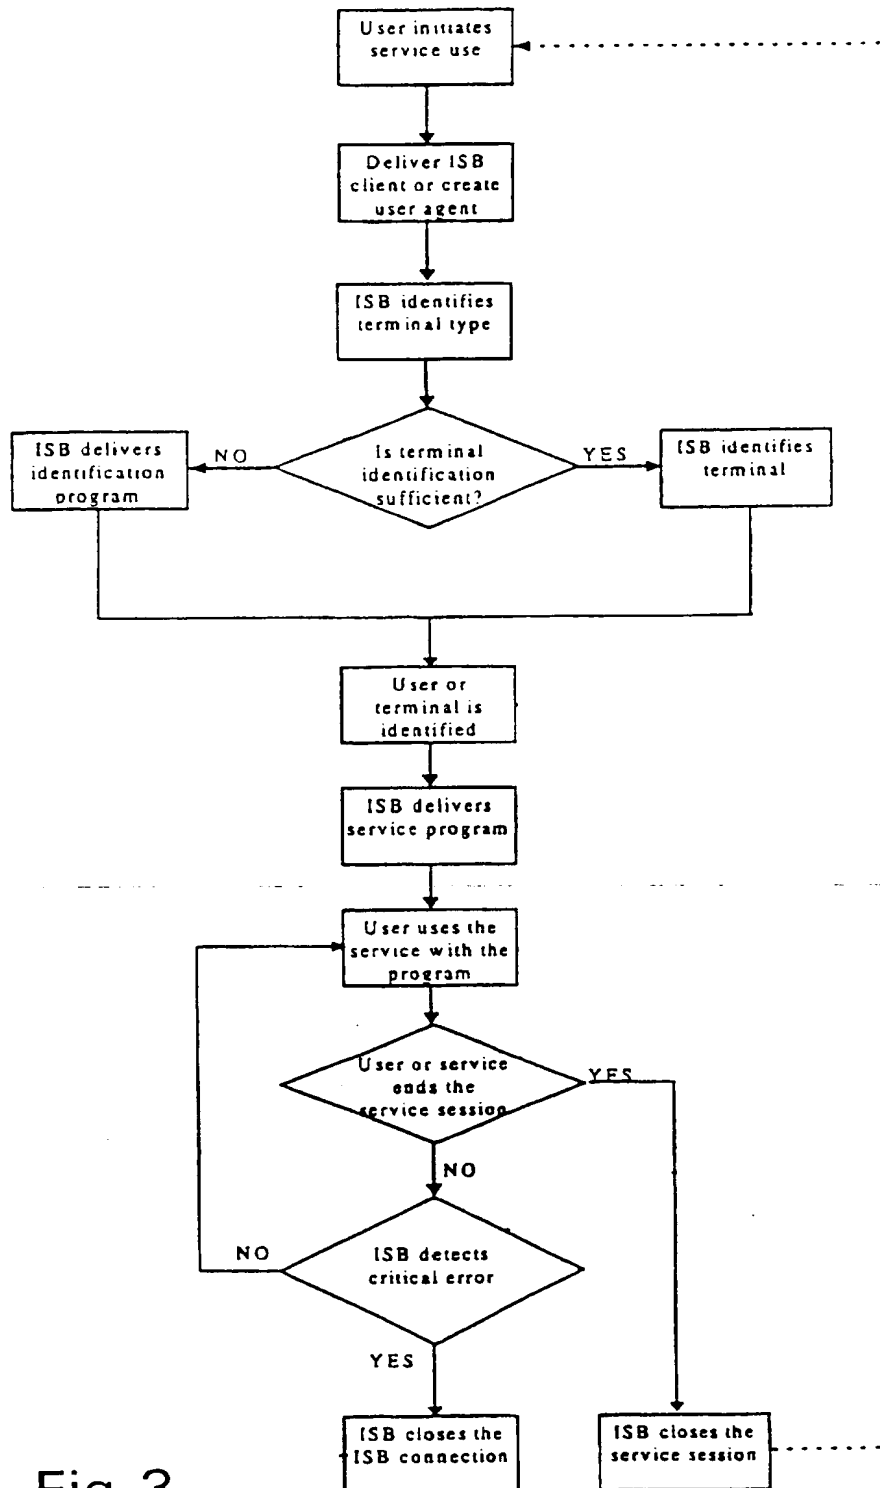 User initiates
service use
Deliver ISB
client or create
user agent
ISB identifies
terminal type
ISB delivers
identification
program
NO
Is terminal
identification
sufficient?
YES
ISB identifies
terminal
User or
terminal is
identified
ISB delivers
service program
User uses the
service with the
program
User or service
ends the
service session
YES
NO
NO
ISB detects
critical error
YES
ISB closes the
ISB connection
ISB closes the
service session
Fig. 3